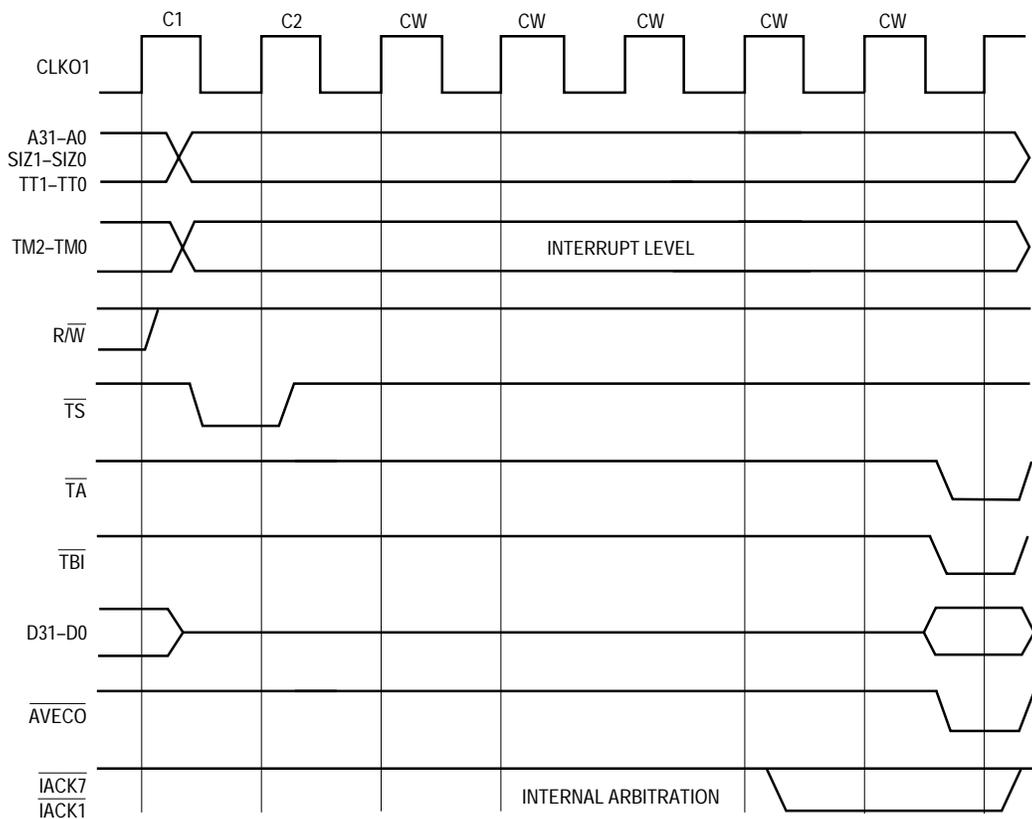 C1 C2 CW CW CW CW CW
CLKO1
A31–A0
SIZ1–SIZ0
TT1–TT0
TM2–TM0 INTERRUPT LEVEL
R/W
TS
TA
TBI
D31–D0
AVECO
IACK7
INTERNAL ARBITRATION
IACK1